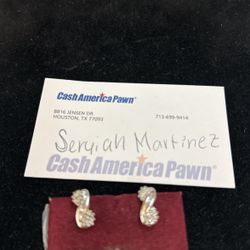 Cash America Pawn®
8816 JENSEN DR.
HOUSTON, TX 77093
713-699-9414
Seryiah Martinez
Cash America Pawn®